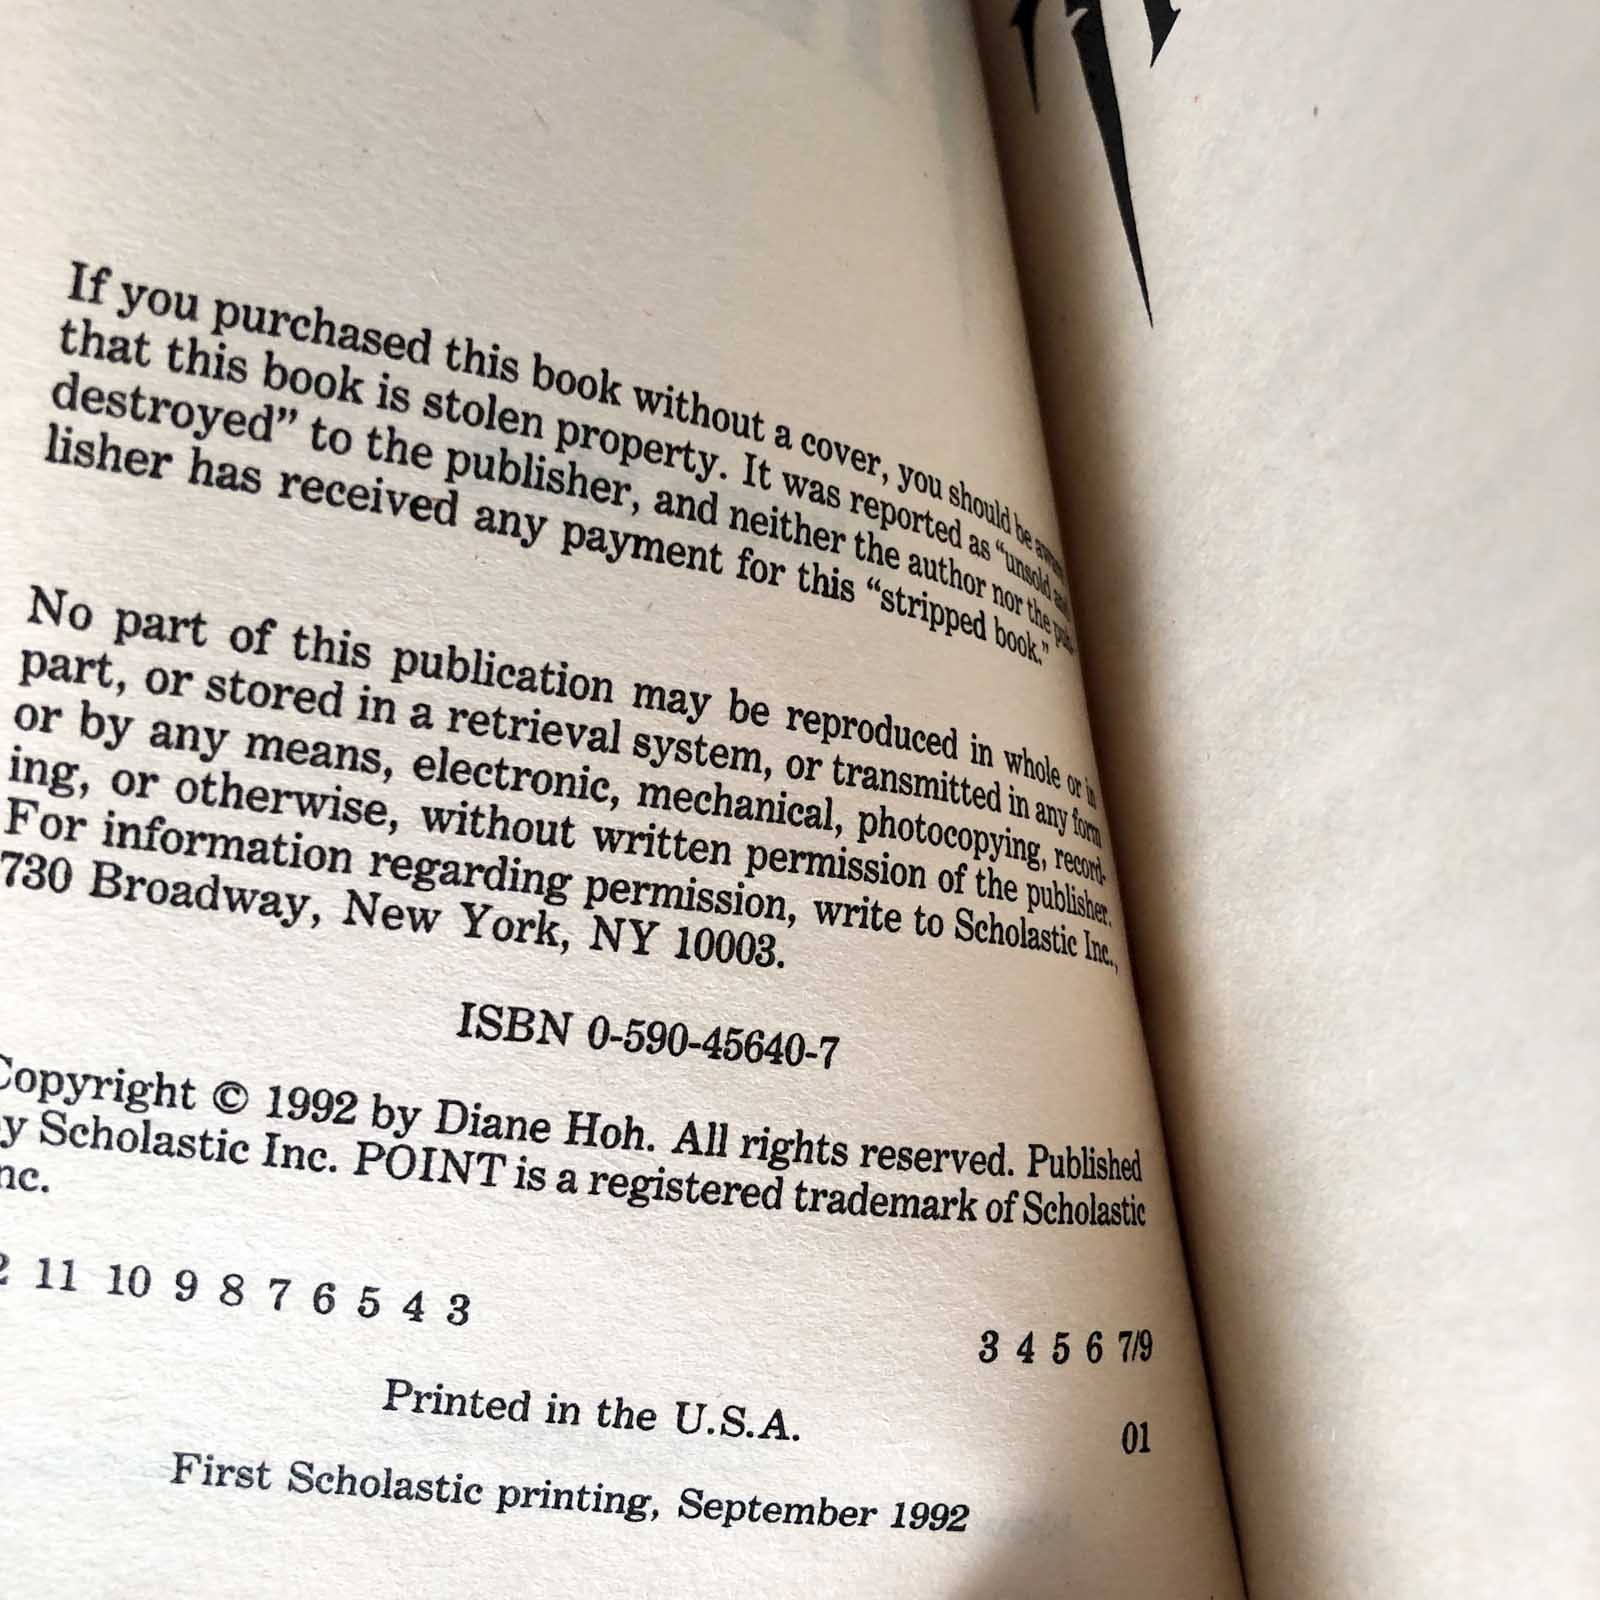 If you purchased this book without a cover, you should be aware
that this book is stolen property. It was reported as “unsold and
destroyed” to the publisher, and neither the author nor the pub-
lisher has received any payment for this “stripped book.”
No part of this publication may be reproduced in whole or in
part, or stored in a retrieval system, or transmitted in any form
or by any means, electronic, mechanical, photocopying, record-
ing, or otherwise, without written permission of the publisher.
For information regarding permission, write to Scholastic Inc.,
730 Broadway, New York, NY 10003.
ISBN 0-590-45640-7
Copyright © 1992 by Diane Hoh. All rights reserved. Published
y Scholastic Inc. POINT is a registered trademark of Scholastic
nc.
2 11 10 9 8 7 6 5 4 3 3 4 5 6 7/9
Printed in the U.S.A. 01
First Scholastic printing, September 1992